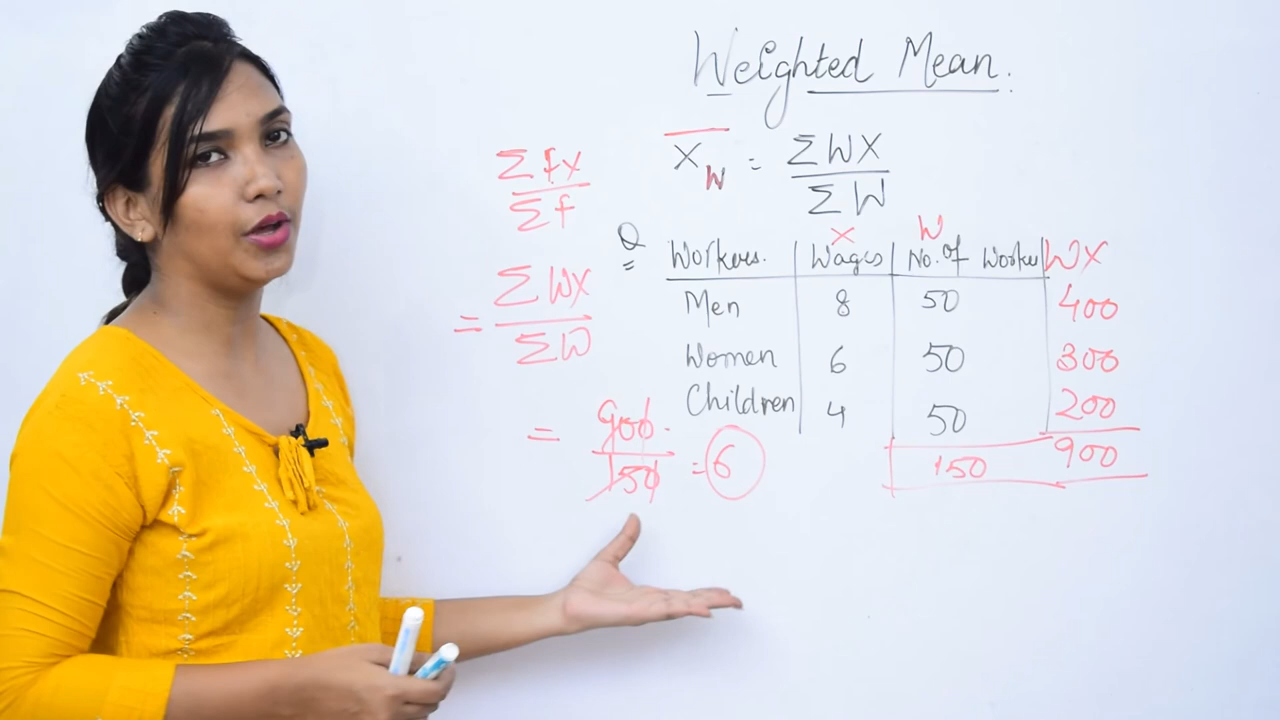 Weighted Mean.
X̄w = ΣWX / ΣW
Σfx / Σf
= ΣWX / ΣW
= 900 / 150 = 6
Q =
X W
Workers. Wages No. of Worke WX
Men 8 50 400
Women 6 50 300
Children 4 50 200
150 900